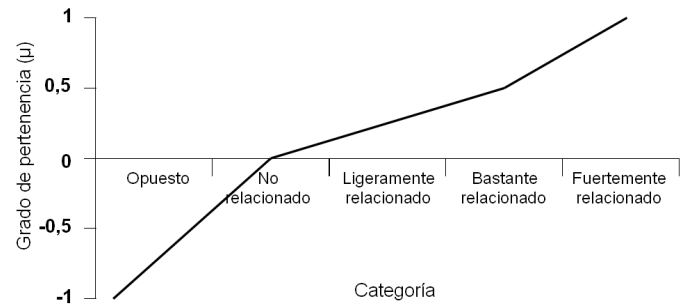 1
0,5
0
-0,5
-1
Grado de pertenencia (µ)
Opuesto
No
relacionado
Ligeramente
relacionado
Bastante
relacionado
Fuertemente
relacionado
Categoría